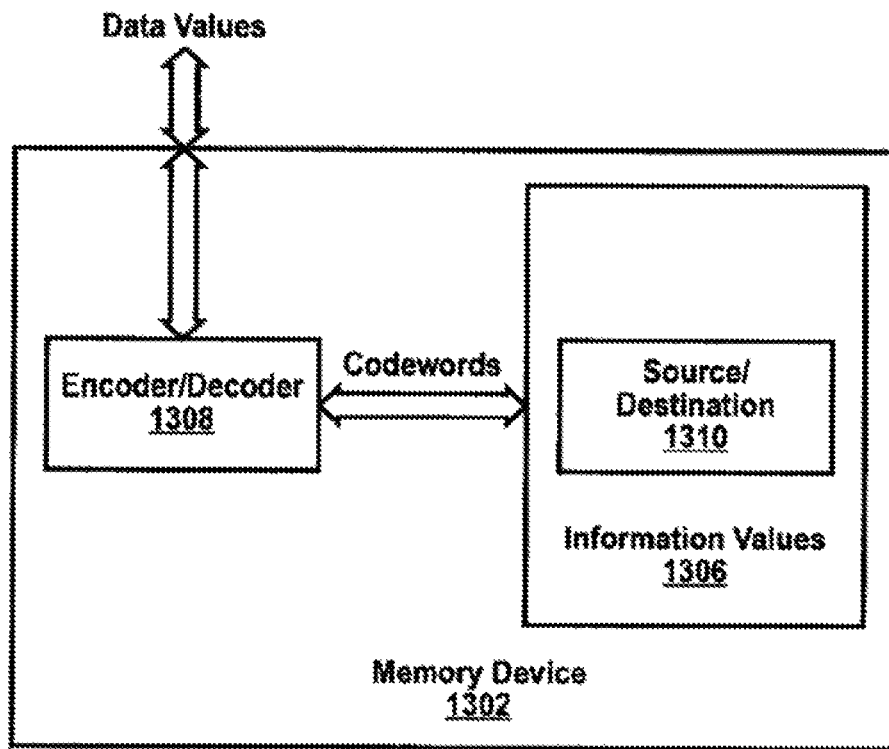 Data Values
Encoder/Decoder
1308
Codewords
Source/
Destination
1310
Information Values
1306
Memory Device
1302